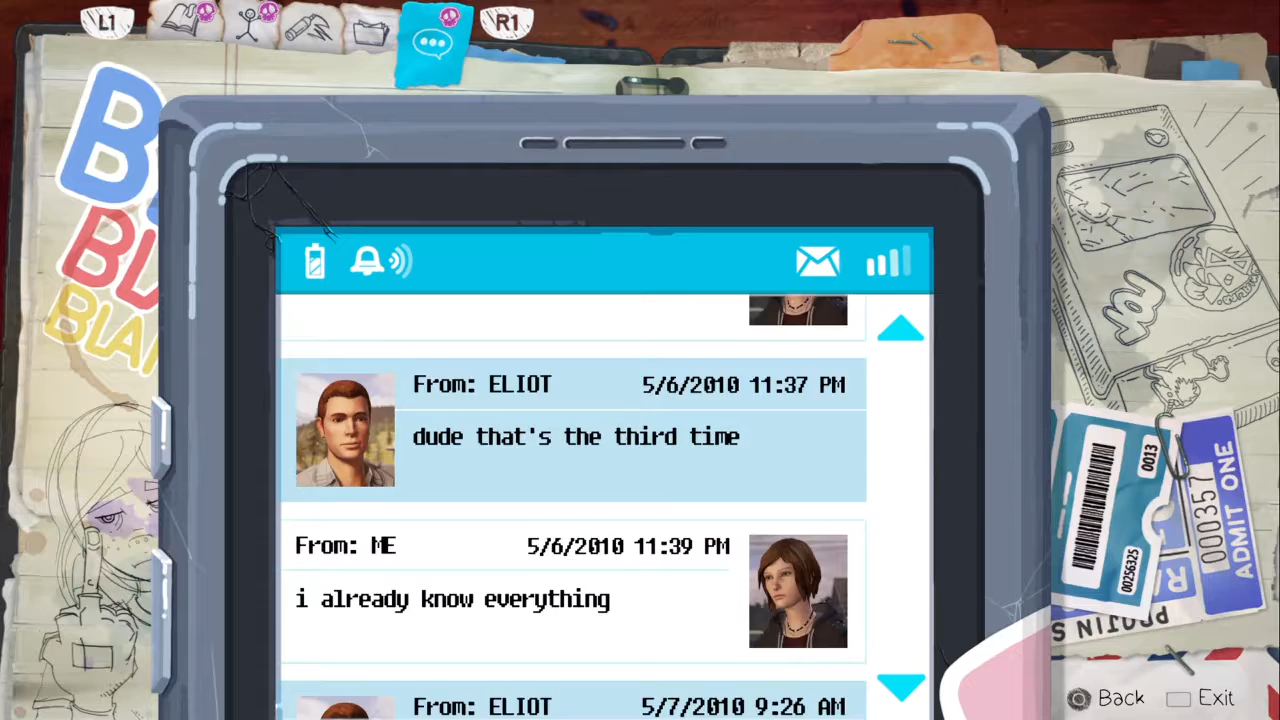 L1
R1
From: ELIOT 5/6/2010 11:37 PM
dude that's the third time
From: ME 5/6/2010 11:39 PM
i already know everything
From: ELIOT 5/7/2010 9:26 AM
0013
00256325
000357
ADMIT ONE
Back
Exit